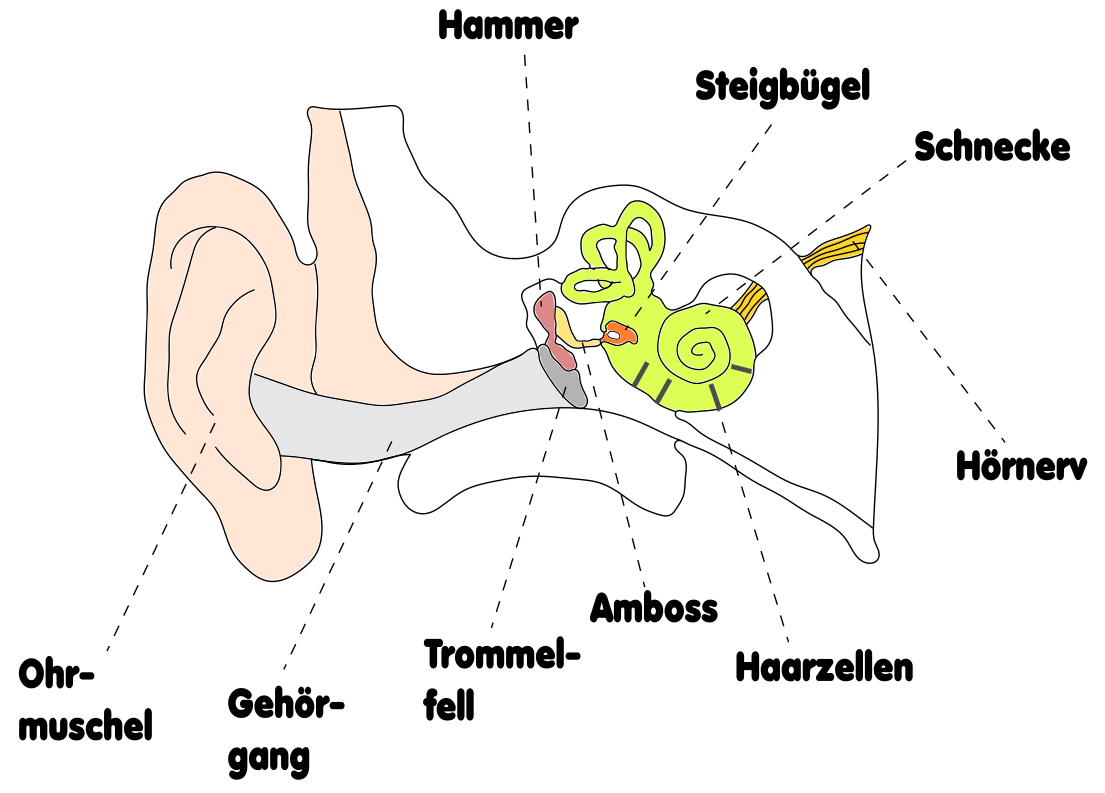 Hammer
Steigbügel
Schnecke
Hörnerv
Amboss
Trommel-
fell
Haarzellen
Ohr-
muschel
Gehör-
gang